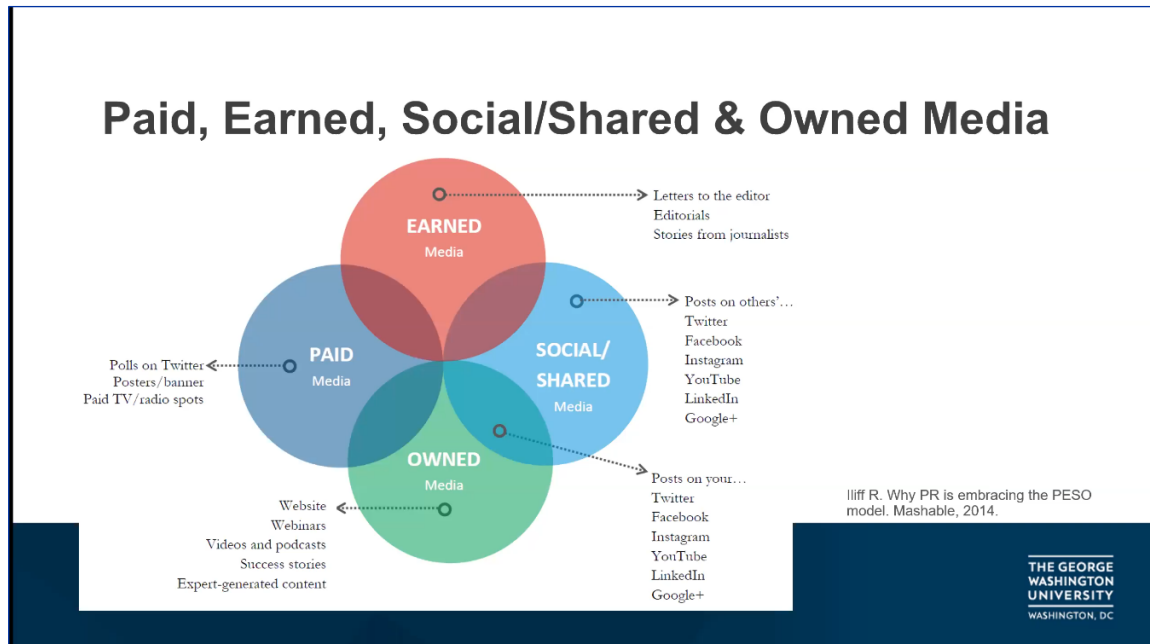 Paid, Earned, Social/Shared & Owned Media
EARNED
Media
Letters to the editor
Editorials
Stories from journalists
PAID
Media
Polls on Twitter
Posters/banner
Paid TV/radio spots
SOCIAL/
SHARED
Media
Posts on others’…
Twitter
Facebook
Instagram
YouTube
LinkedIn
Google+
OWNED
Media
Website
Webinars
Videos and podcasts
Success stories
Expert-generated content
Posts on your…
Twitter
Facebook
Instagram
YouTube
LinkedIn
Google+
Iliff R. Why PR is embracing the PESO
model. Mashable, 2014.
THE GEORGE
WASHINGTON
UNIVERSITY
WASHINGTON, DC